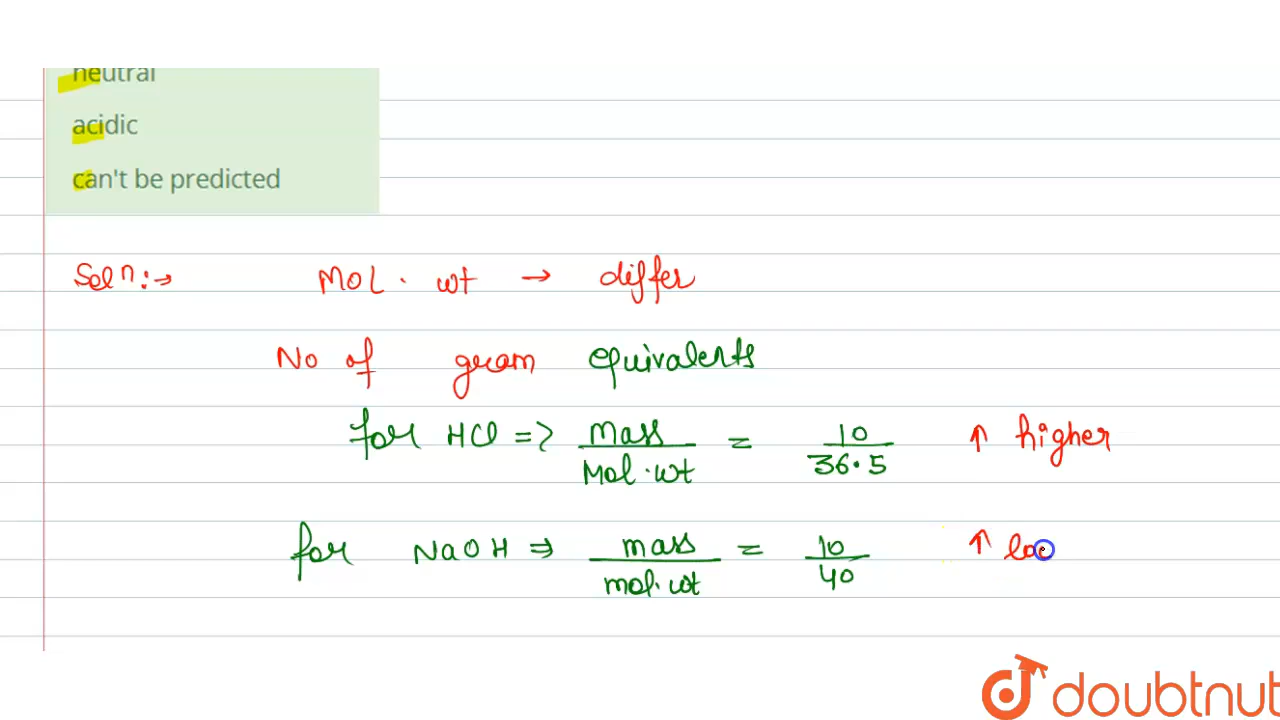 neutral
acidic
can't be predicted
Solⁿ:→ Mol. wt → differ
No of gram equivalents
for HCl => Mass / Mol.wt = 10 / 36.5 ↑ higher
for NaOH ⇒ mass / mol.wt = 10 / 40 ↑
doubtnut